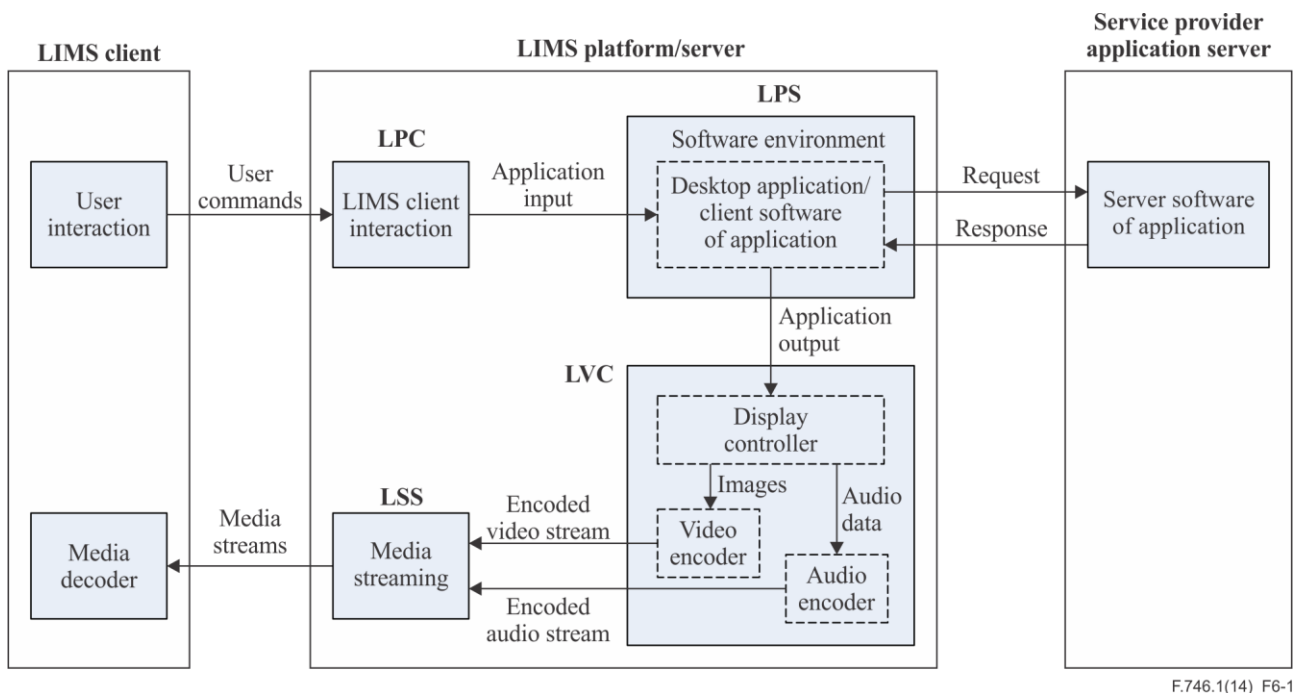 LIMS client
LIMS platform/server
Service provider
application server
LPS
LPC
Software environment
User
interaction
User
commands
LIMS client
interaction
Application
input
Desktop application/
client software
of application
Request
Response
Server software
of application
Application
output
LVC
Display
controller
Images
Audio
data
LSS
Encoded
video stream
Video
encoder
Media
decoder
Media
streams
Media
streaming
Audio
encoder
Encoded
audio stream
F.746.1(14)_F6-1